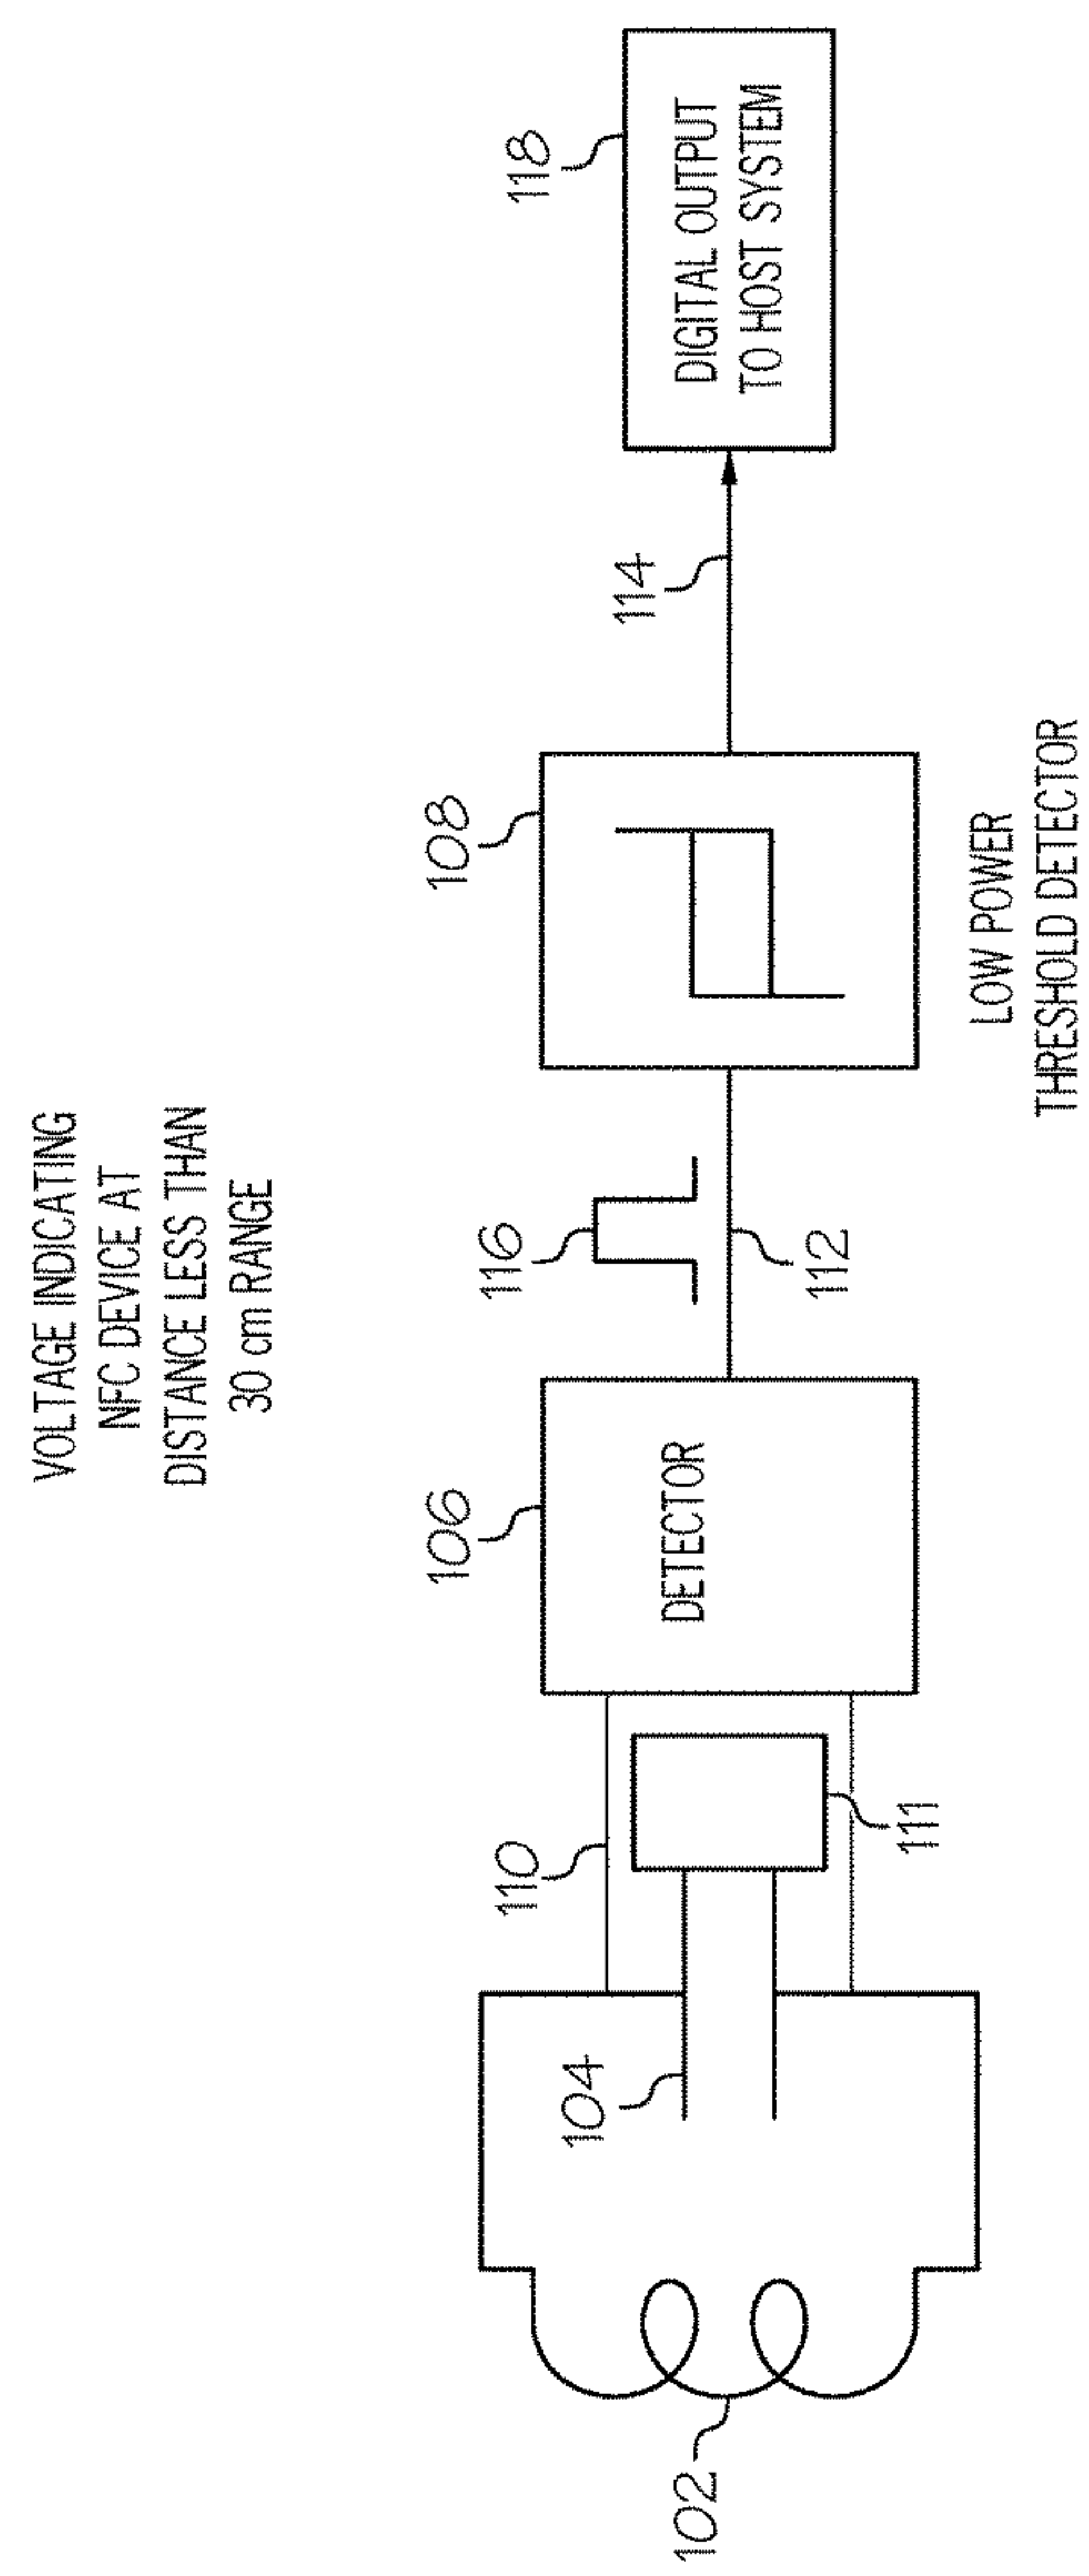 VOLTAGE INDICATING
NFC DEVICE AT
DISTANCE LESS THAN
30 cm RANGE
102
104
110
111
106
DETECTOR
116
112
108
LOW POWER
THRESHOLD DETECTOR
114
118
DIGITAL OUTPUT
TO HOST SYSTEM